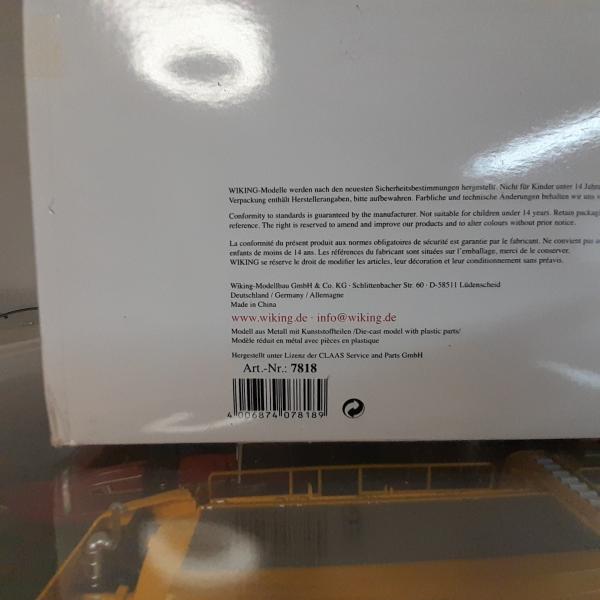 WIKING-Modelle werden nach den neuesten Sicherheitsbestimmungen hergestellt. Nicht für Kinder unter 14 Jahre
Verpackung enthält Herstellerangaben, bitte aufbewahren. Farbliche und technische Änderungen behalten wir uns
Conformity to standards is guaranteed by the manufacturer. Not suitable for children under 14 years. Retain packagi
reference. The right is reserved to amend and improve our products and to alter colours without prior notice.
La conformité du présent produit aux normes obligatoires de sécurité est garantie par le fabricant. Ne convient pas
enfants de moins de 14 ans. Les références du fabricant sont situées sur l'emballage, merci de le conserver.
WIKING se réserve le droit de modifier les articles, leur décoration et leur conditionnement sans préavis.
Wiking-Modellbau GmbH & Co. KG · Schlittenbacher Str. 60 · D-58511 Lüdenscheid
Deutschland / Germany / Allemagne
Made in China
www.wiking.de · info@wiking.de
Modell aus Metall mit Kunststoffteilen /Die-cast model with plastic parts/
Modèle réduit en métal avec pièces en plastique
Hergestellt unter Lizenz der CLAAS Service and Parts GmbH
Art.-Nr.: 7818
4 006874 078189